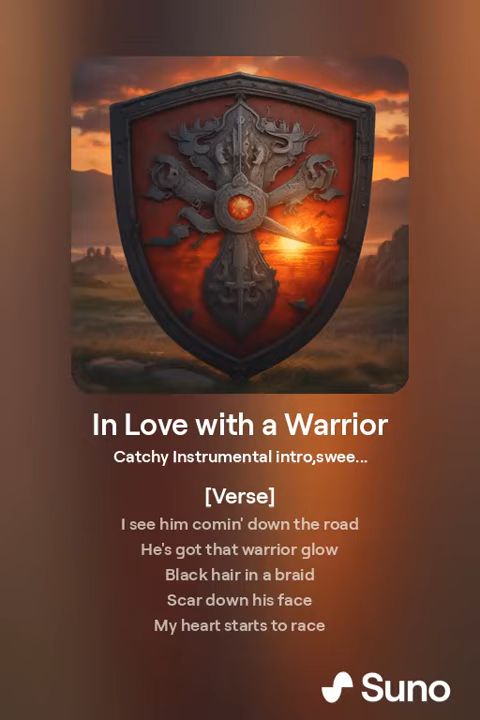 In Love with a Warrior
Catchy Instrumental intro,swee...
[Verse]
I see him comin' down the road
He's got that warrior glow
Black hair in a braid
Scar down his face
My heart starts to race
Suno